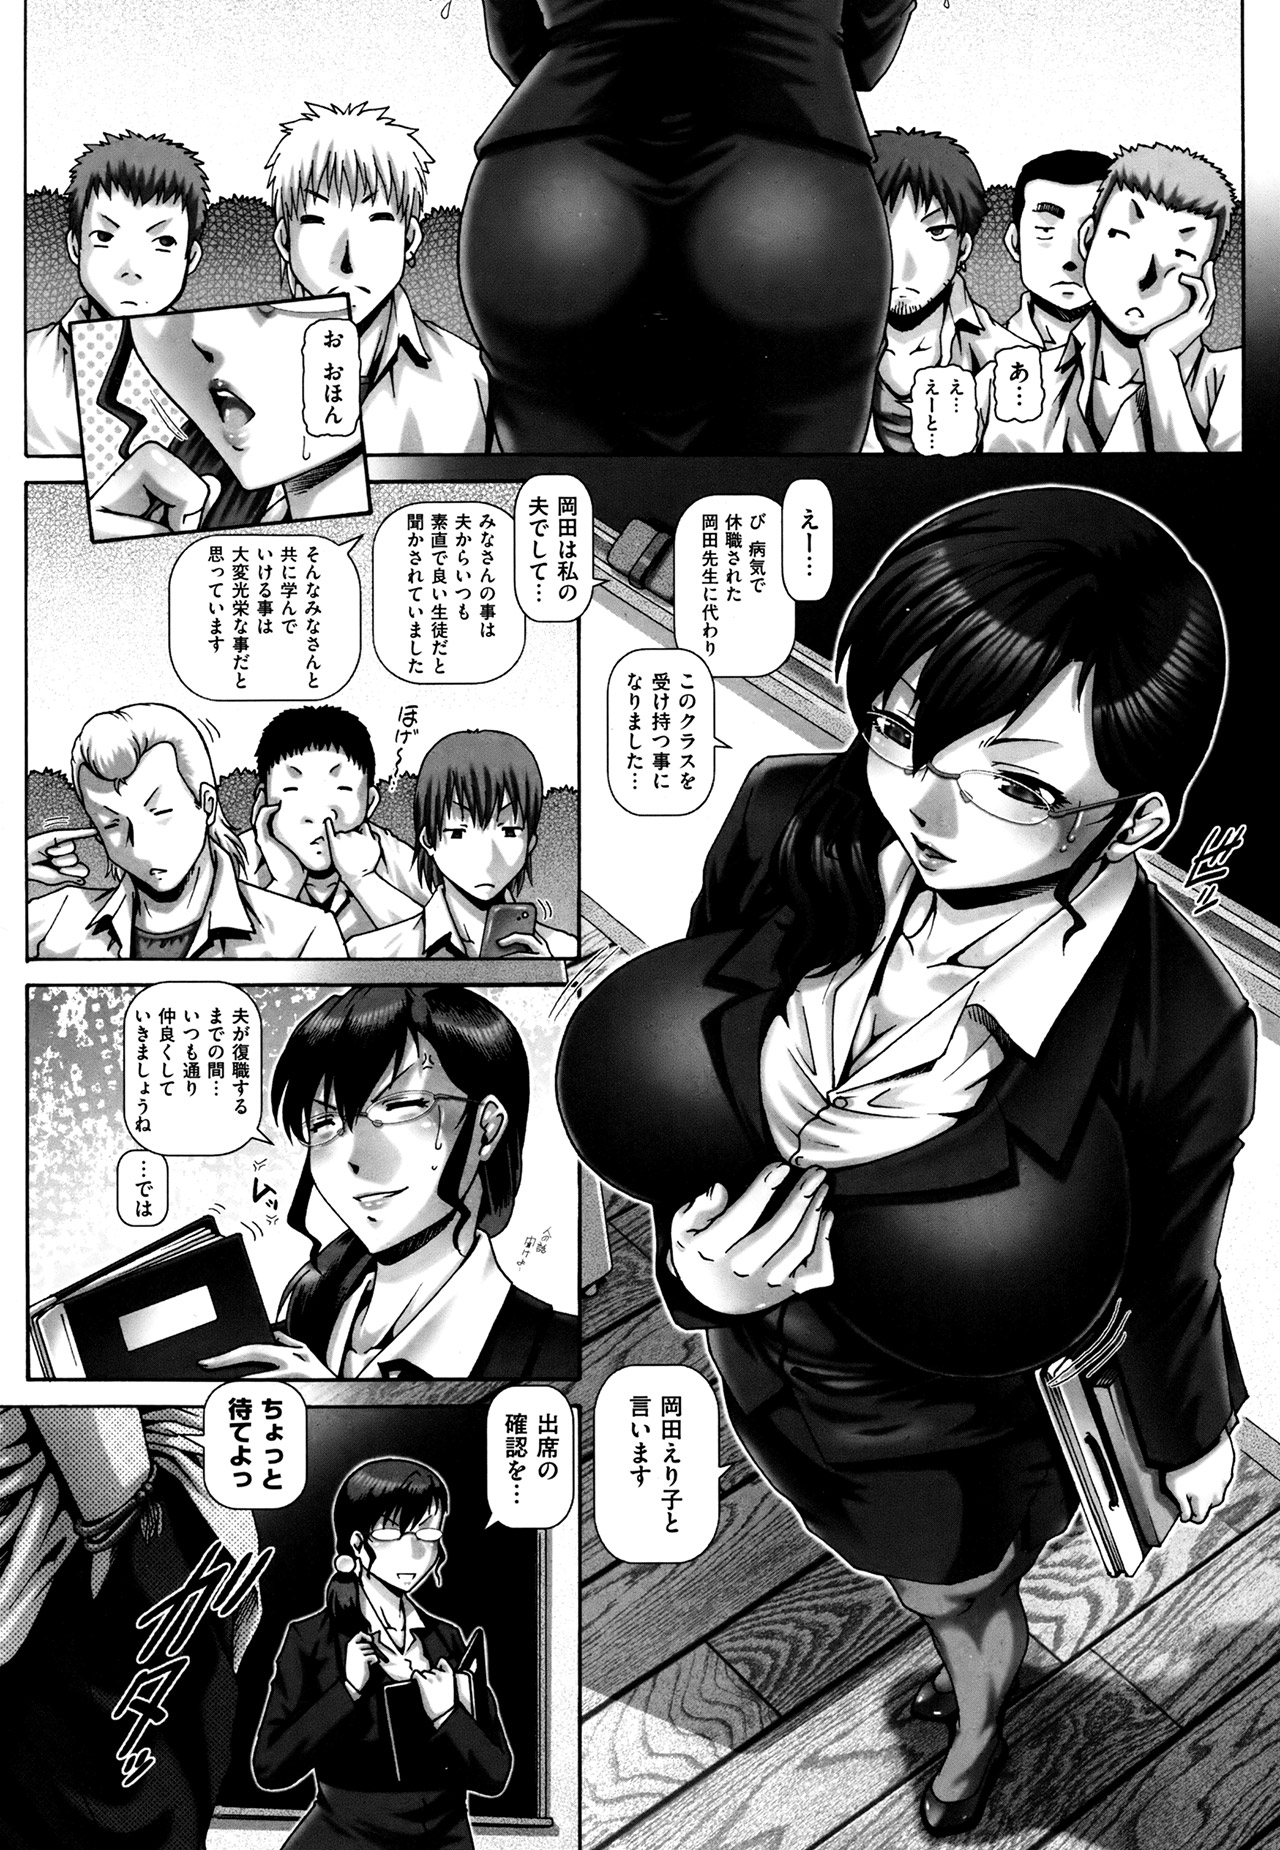 あ…
え…
えーと…
お おほん
えー…
び 病気で
休職された
岡田先生に代わり
このクラスを
受け持つ事に
なりました…
岡田えり子と
言います
岡田は私の
夫でして…
みなさんの事は
夫からいつも
素直で良い生徒だと
聞かされていました
そんなみなさんと
共に学んで
いける事は
大変光栄な事だと
思っています
ほげ〜
夫が復職する
までの間…
いつも通り
仲良くして
いきましょうね
…では
人の話
聞けよ…
出席の
確認を…
ちょっと
待てよっ
ガタッ